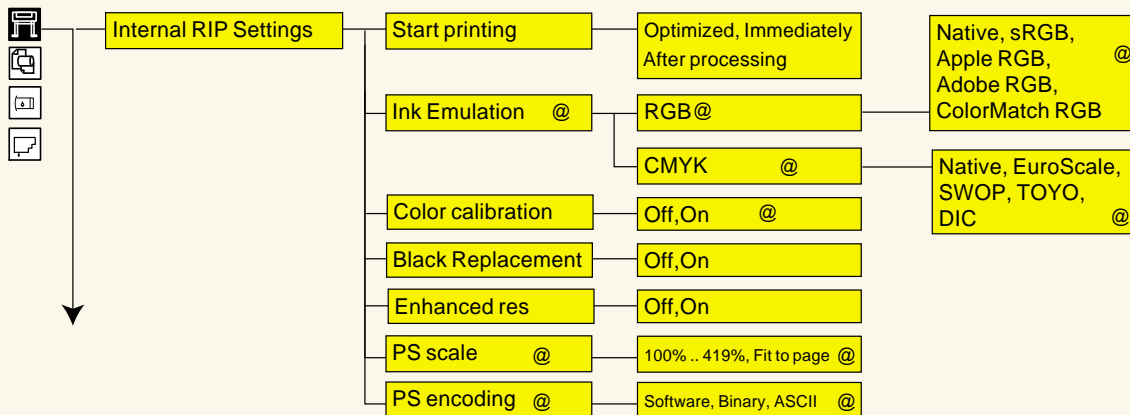 Internal RIP Settings
Start printing
Optimized, Immediately
After processing
Ink Emulation @
RGB@
Native, sRGB,
Apple RGB, @
Adobe RGB,
ColorMatch RGB
CMYK @
Native, EuroScale,
SWOP, TOYO,
DIC @
Color calibration
Off,On @
Black Replacement
Off,On
Enhanced res
Off,On
PS scale @
100% .. 419%, Fit to page @
PS encoding @
Software, Binary, ASCII @